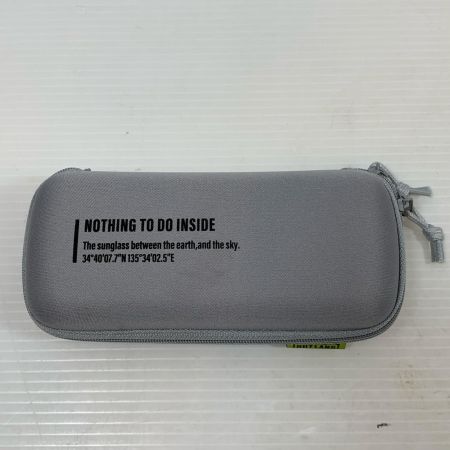 NOTHING TO DO INSIDE
The sunglass between the earth,and the sky.
34°40'07.7"N 135°34'02.5"E